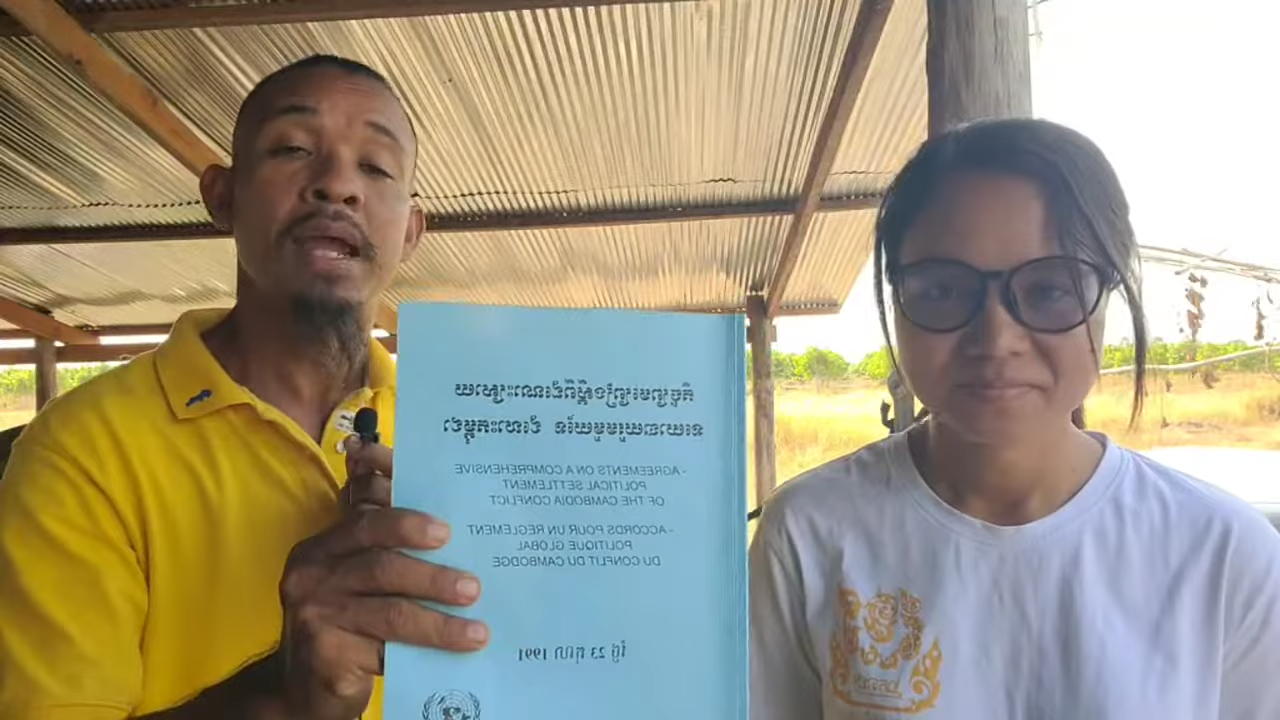 កិច្ចព្រមព្រៀងស្តីពីដំណោះស្រាយ
នយោបាយរួមមួយនៃ ជំលោះកម្ពុជា
- AGREEMENTS ON A COMPREHENSIVE
POLITICAL SETTLEMENT
OF THE CAMBODIA CONFLICT
- ACCORDS POUR UN REGLEMENT
POLITIQUE GLOBAL
DU CONFLIT DU CAMBODGE
ថ្ងៃ 23 តុលា 1991